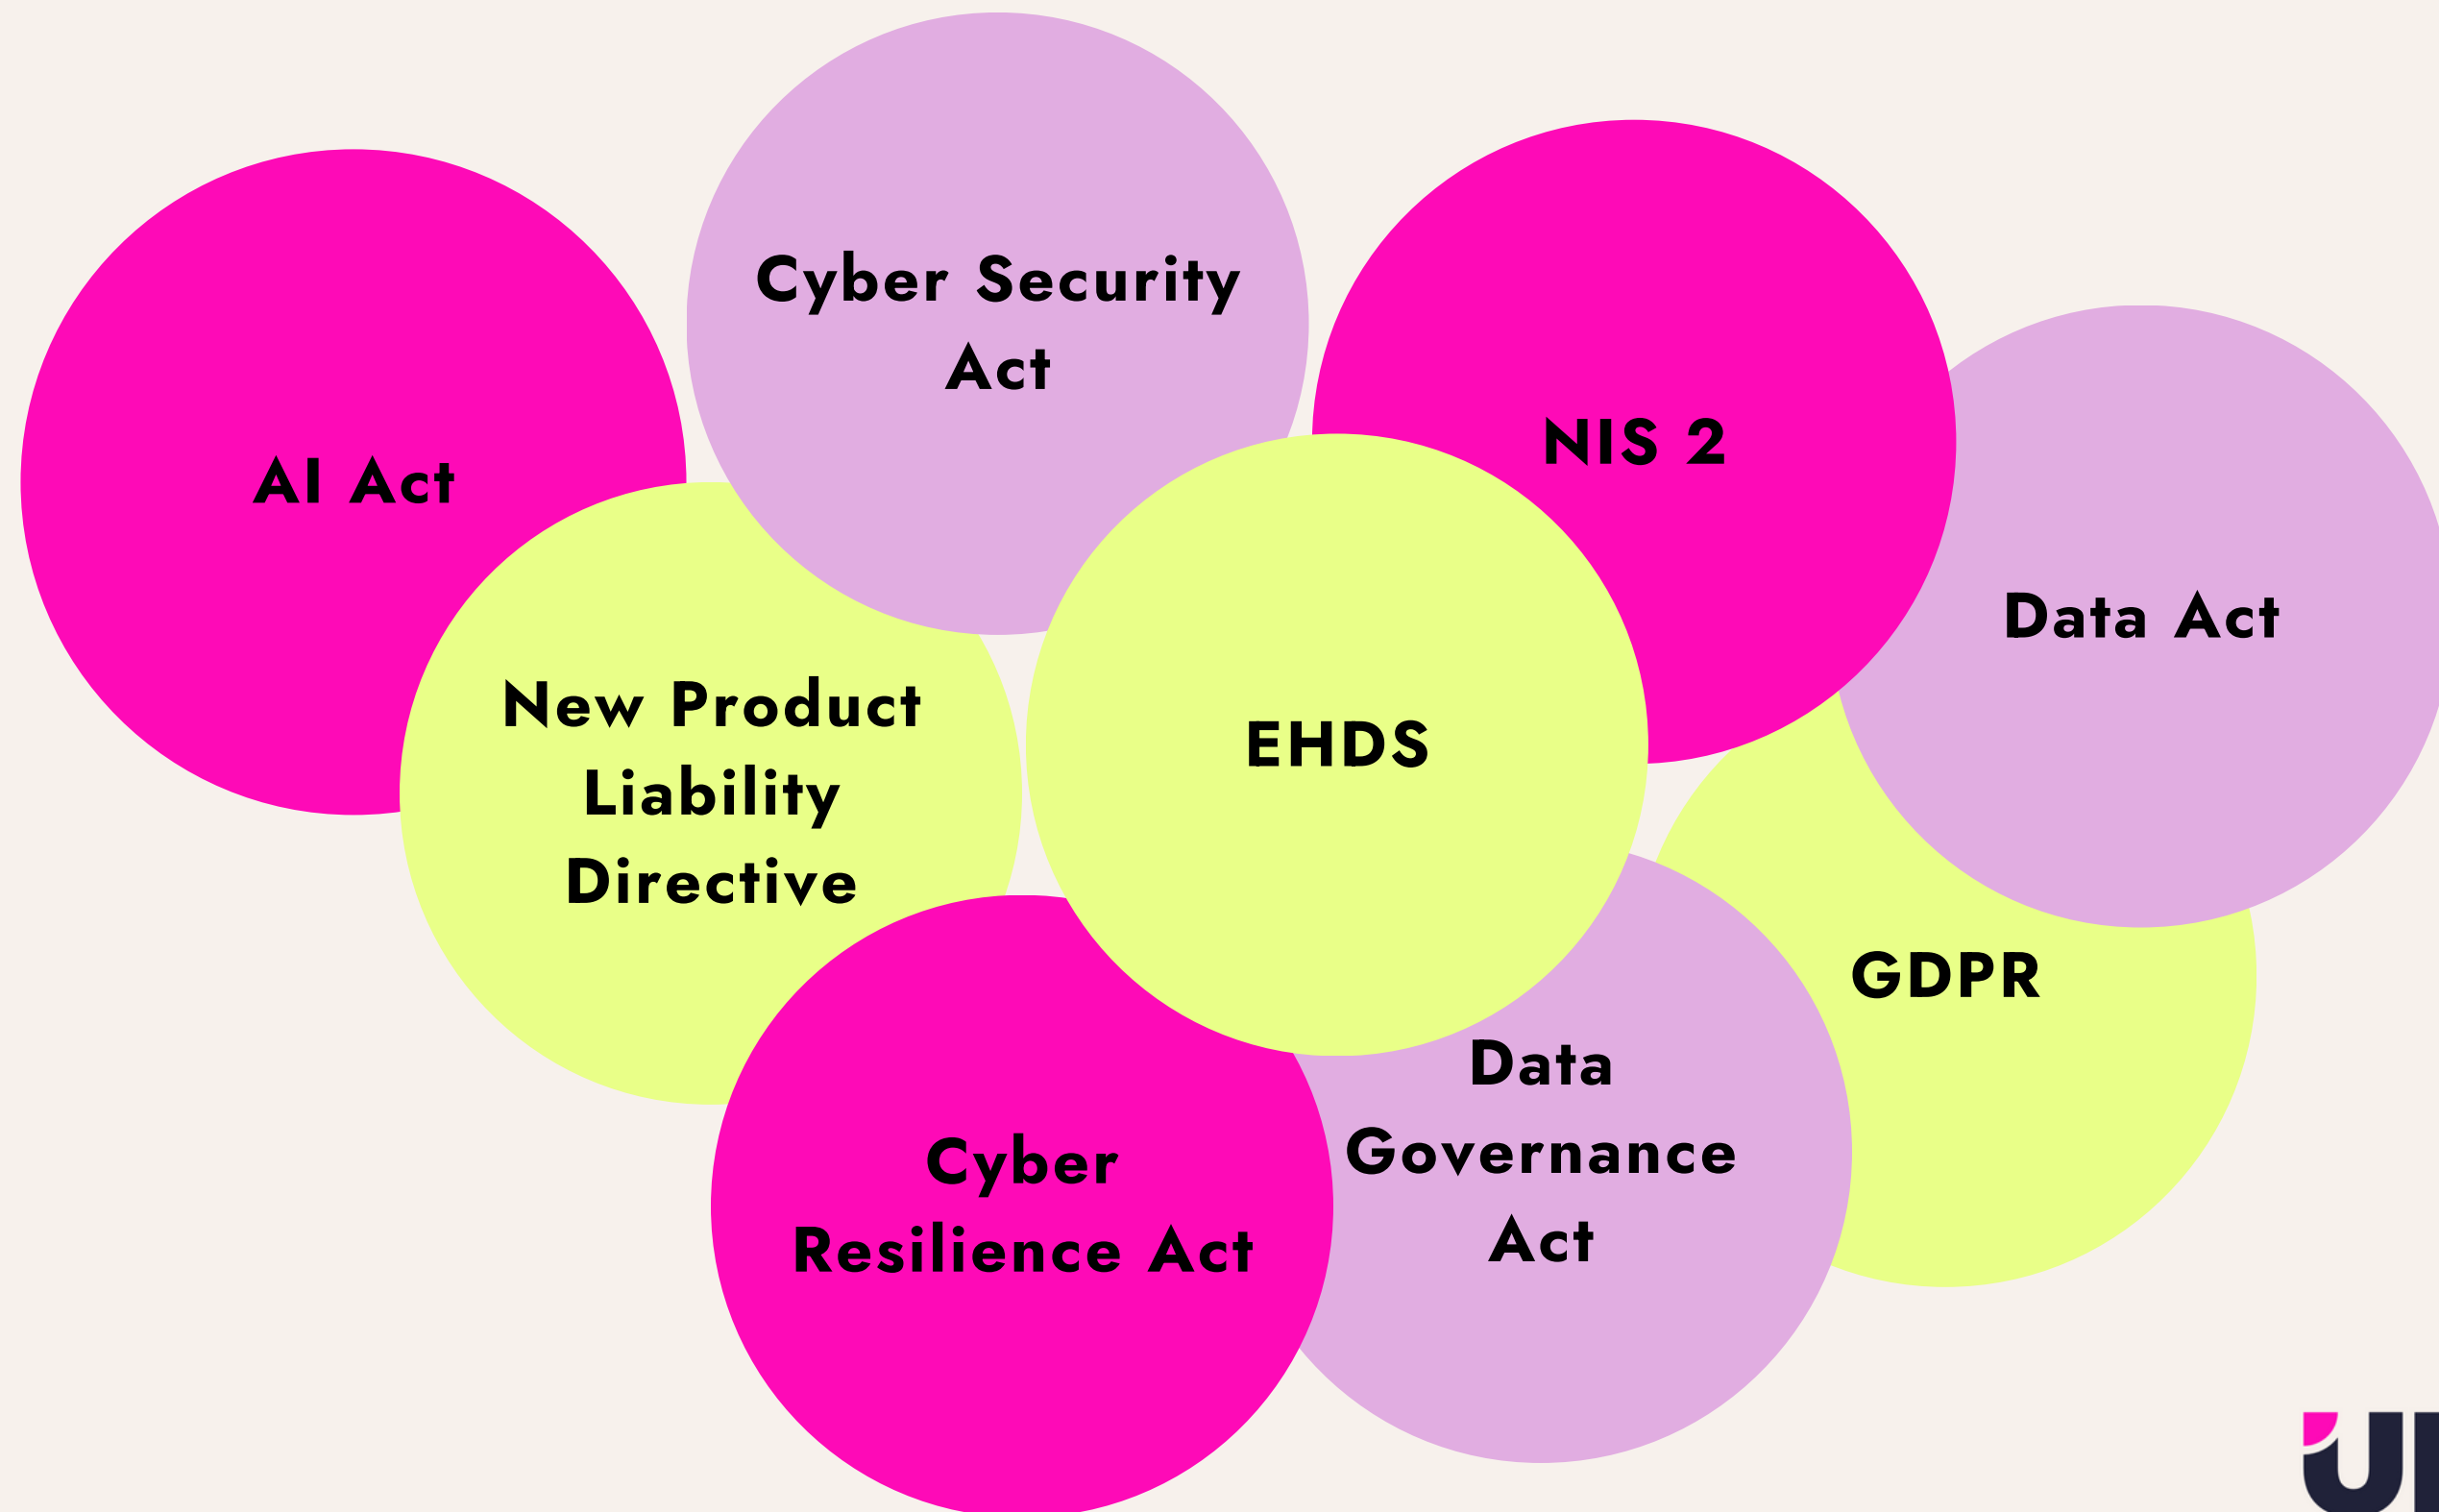 Cyber Security
Act
NIS 2
AI Act
Data Act
New Product
Liability
Directive
EHDS
GDPR
Data
Governance
Act
Cyber
Resilience Act